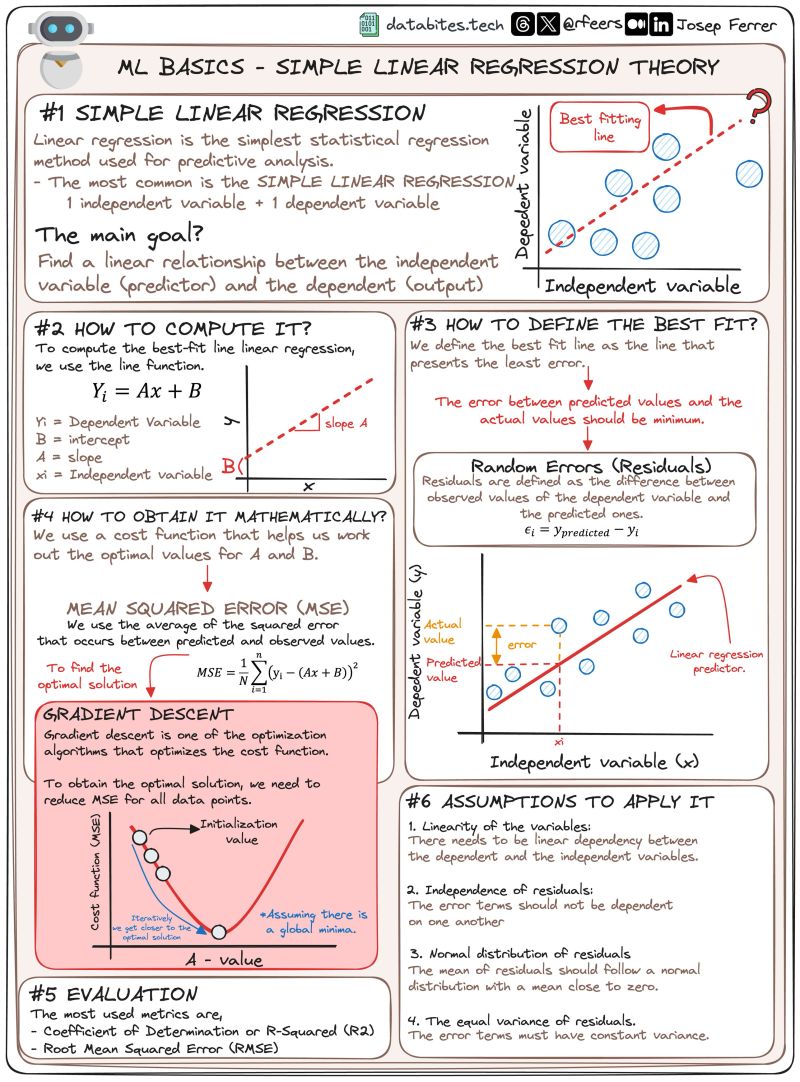 databites.tech @rfeers Josep Ferrer
ML BASICS - SIMPLE LINEAR REGRESSION THEORY
#1 SIMPLE LINEAR REGRESSION
Linear regression is the simplest statistical regression
method used for predictive analysis.
- The most common is the SIMPLE LINEAR REGRESSION
1 independent variable + 1 dependent variable
The main goal?
Find a linear relationship between the independent
variable (predictor) and the dependent (output)
Depedent variable
Best fitting
line
?
Independent variable
#2 HOW TO COMPUTE IT?
To compute the best-fit line linear regression,
we use the line function.
Yi = Ax + B
Yi = Dependent Variable
B = intercept
A = slope
xi = Independent variable
y
slope A
B
x
#3 HOW TO DEFINE THE BEST FIT?
We define the best fit line as the line that
presents the least error.
The error between predicted values and the
actual values should be minimum.
Random Errors (Residuals)
Residuals are defined as the difference between
observed values of the dependent variable and
the predicted ones.
ϵi = ypredicted − yi
Depedent variable (y)
Actual
value
error
Predicted
value
Linear regression
predictor.
xi
Independent variable (x)
#4 HOW TO OBTAIN IT MATHEMATICALLY?
We use a cost function that helps us work
out the optimal values for A and B.
MEAN SQUARED ERROR (MSE)
We use the average of the squared error
that occurs between predicted and observed values.
To find the
optimal solution
MSE = 1/N ∑ i=1 n (yi − (Ax + B))²
GRADIENT DESCENT
Gradient descent is one of the optimization
algorithms that optimizes the cost function.
To obtain the optimal solution, we need to
reduce MSE for all data points.
Cost function (MSE)
Initialization
value
Iteratively
we get closer to the
optimal solution
*Assuming there is
a global minima.
A - value
#5 EVALUATION
The most used metrics are,
- Coefficient of Determination or R-Squared (R2)
- Root Mean Squared Error (RMSE)
#6 ASSUMPTIONS TO APPLY IT
1. Linearity of the variables:
There needs to be linear dependency between
the dependent and the independent variables.
2. Independence of residuals:
The error terms should not be dependent
on one another
3. Normal distribution of residuals
The mean of residuals should follow a normal
distribution with a mean close to zero.
4. The equal variance of residuals.
The error terms must have constant variance.